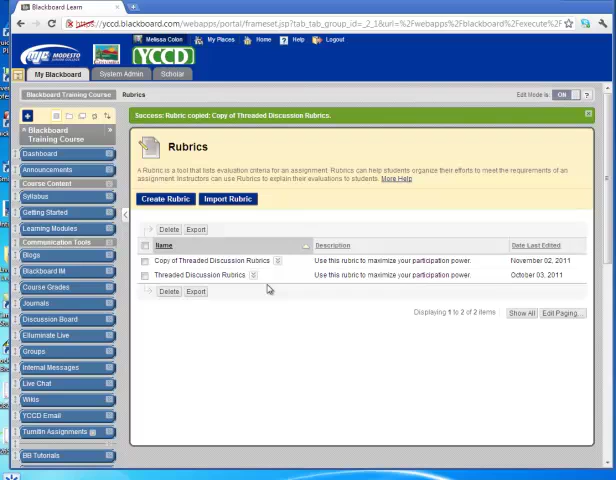 Blackboard Learn
https://yccd.blackboard.com/webapps/portal/frameset.jsp?tab_tab_group_id=_2_1&url=%2Fwebapps%2Fblackboard%2Fexecute%
Melissa Colon My Places Home Help Logout
mjc MODESTO
JUNIOR COLLEGE
YCCD
My Blackboard System Admin Scholar
Blackboard Training Course Rubrics Edit Mode is: ON ?
Success: Rubric copied: Copy of Threaded Discussion Rubrics.
Blackboard
Training Course
Dashboard
Announcements
Course Content
Syllabus
Getting Started
Learning Modules
Communication Tools
Blogs
Blackboard IM
Course Grades
Journals
Discussion Board
Elluminate Live
Groups
Internal Messages
Live Chat
Wikis
YCCD Email
Turnitin Assignments
BB Tutorials
Rubrics
A Rubric is a tool that lists evaluation criteria for an assignment. Rubrics can help students organize their efforts to meet the requirements of an
assignment. Instructors can use Rubrics to explain their evaluations to students. More Help
Create Rubric Import Rubric
Delete Export
Name Description Date Last Edited
Copy of Threaded Discussion Rubrics Use this rubric to maximize your participation power. November 02, 2011
Threaded Discussion Rubrics Use this rubric to maximize your participation power. October 03, 2011
Delete Export
Displaying 1 to 2 of 2 items Show All Edit Paging...